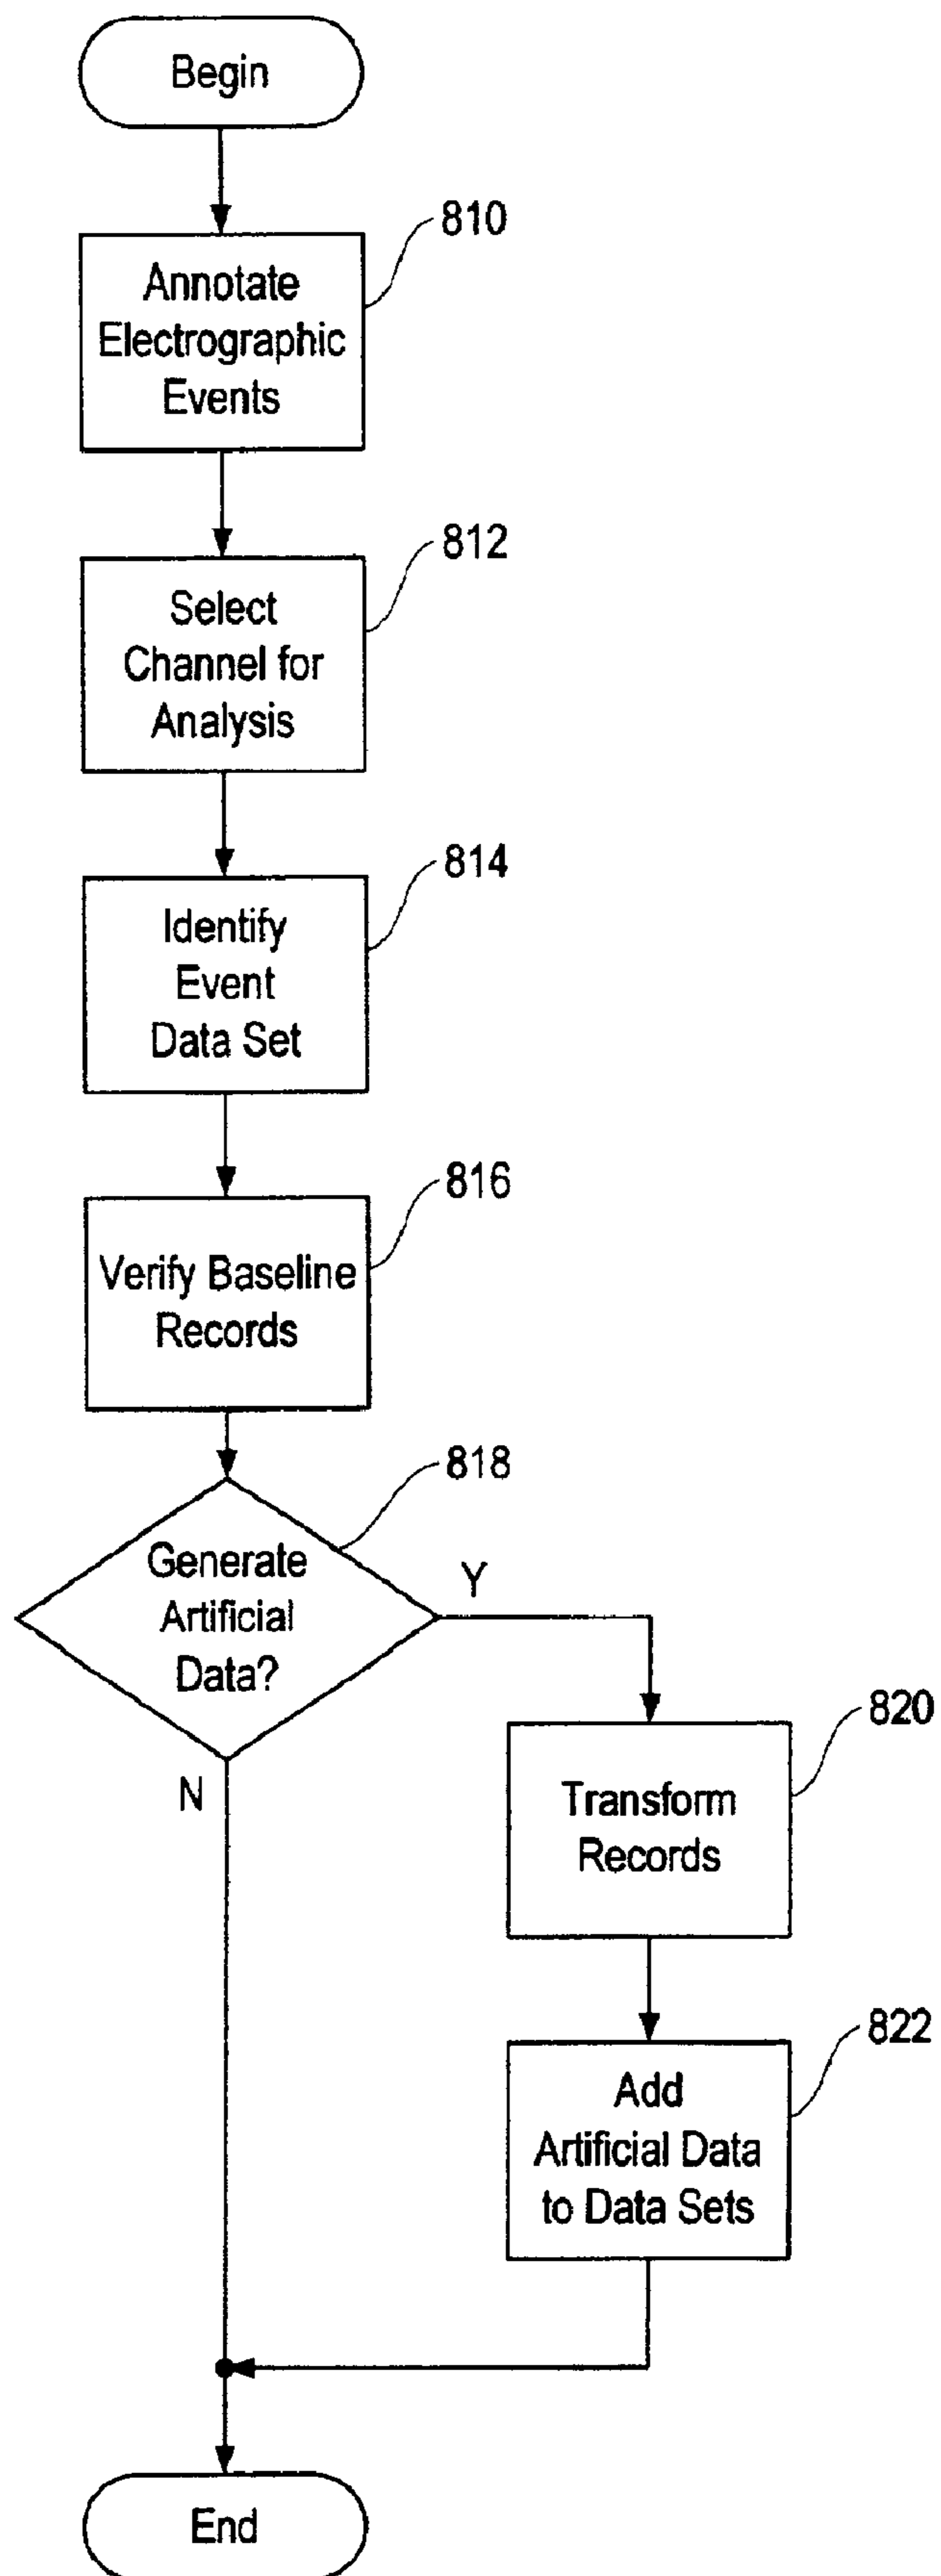 Begin
810
Annotate
Electrographic
Events
812
Select
Channel for
Analysis
814
Identify
Event
Data Set
816
Verify Baseline
Records
818
Generate
Artificial
Data?
Y
N
820
Transform
Records
822
Add
Artificial Data
to Data Sets
End